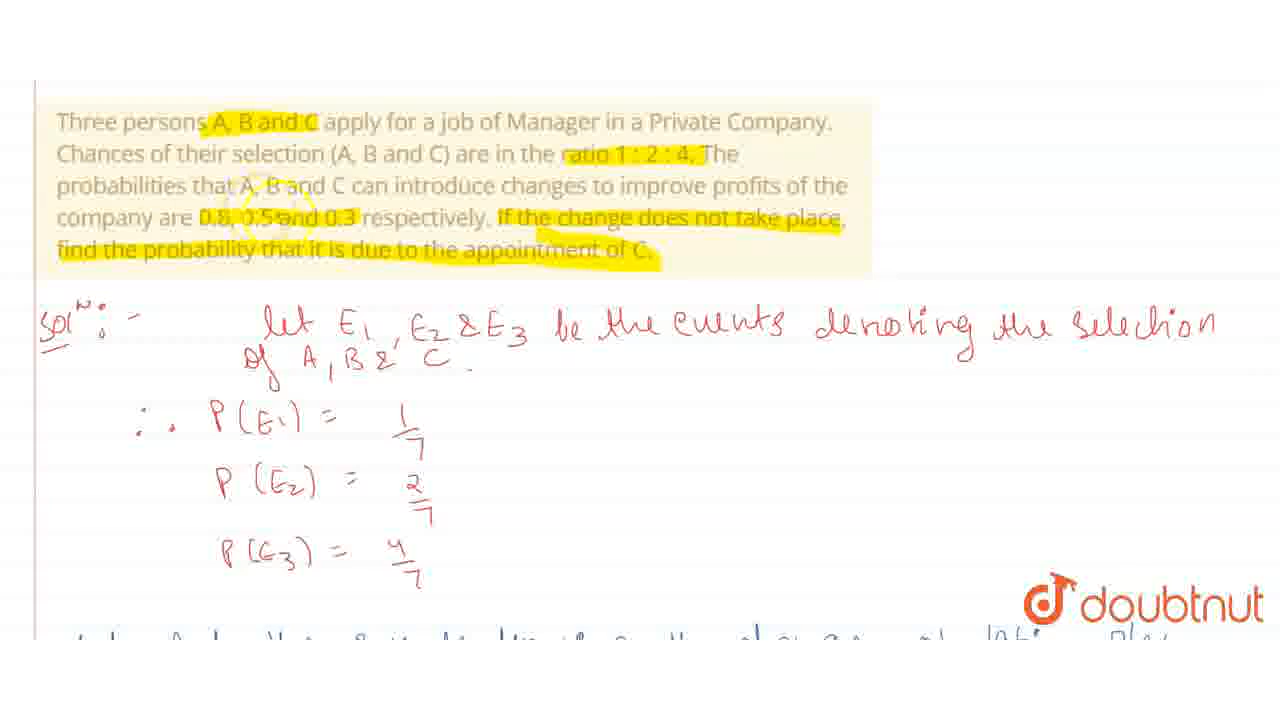 Three persons A, B and C apply for a job of Manager in a Private Company.
Chances of their selection (A, B and C) are in the ratio 1 : 2 : 4. The
probabilities that A, B and C can introduce changes to improve profits of the
company are 0.8, 0.5 and 0.3 respectively. If the change does not take place,
find the probability that it is due to the appointment of C.
Solⁿ: - let E1, E2 & E3 be the events denoting the selection
of A, B & C.
∴ P(E1) = 1/7
P(E2) = 2/7
P(E3) = 4/7
doubtnut